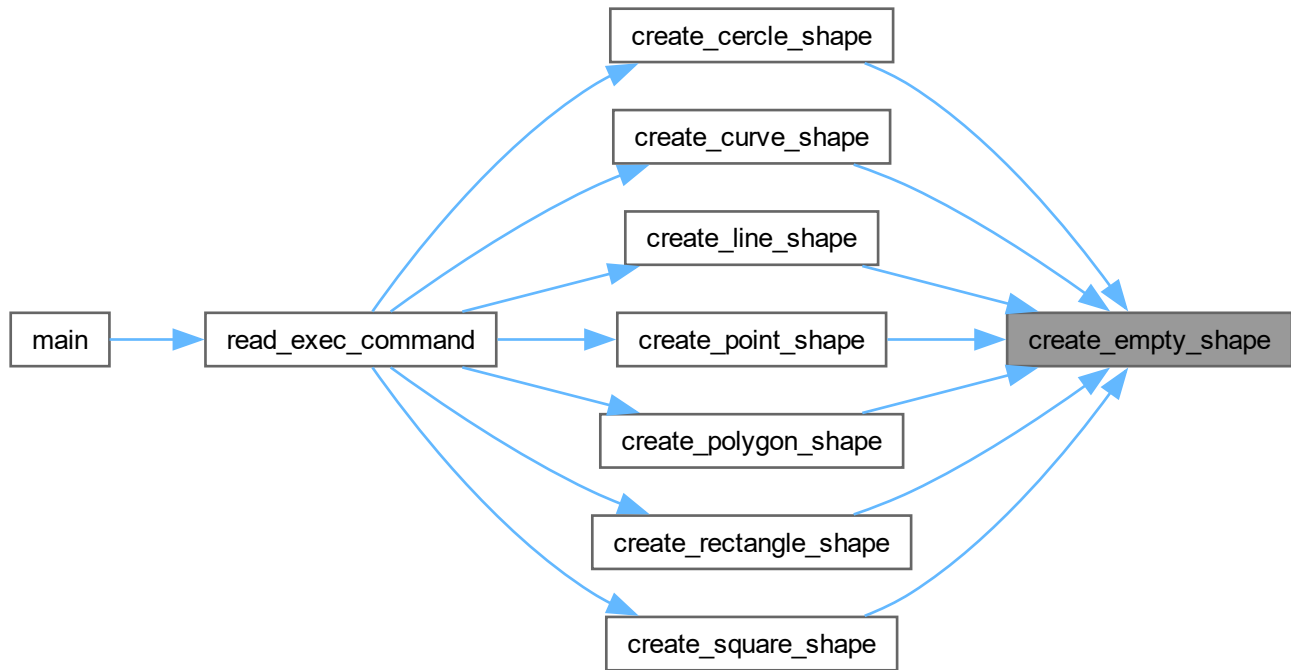 main
read_exec_command
create_cercle_shape
create_curve_shape
create_line_shape
create_point_shape
create_polygon_shape
create_rectangle_shape
create_square_shape
create_empty_shape